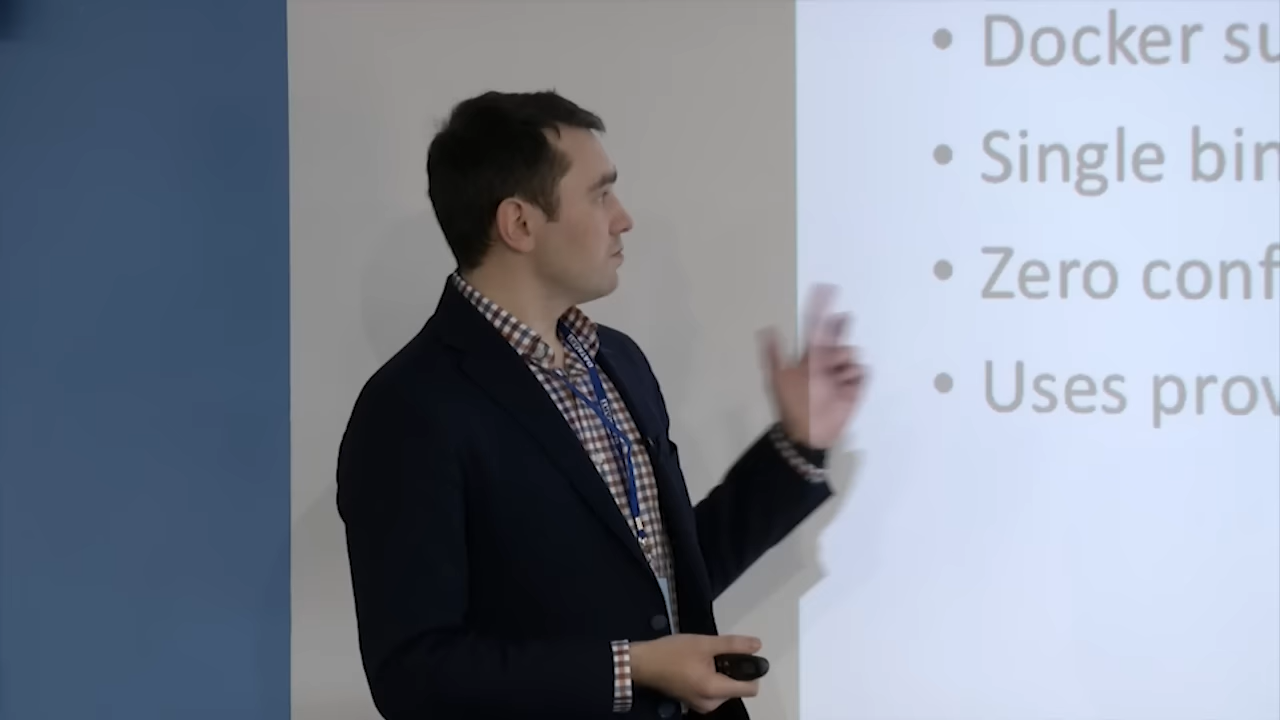 • Docker su
• Single bin
• Zero conf
• Uses prov